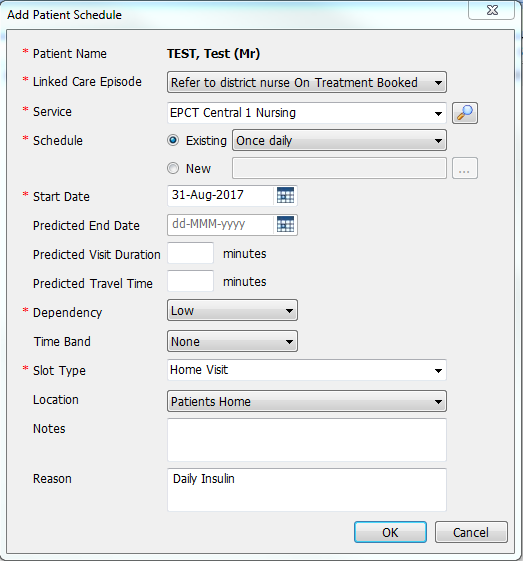 Add Patient Schedule
* Patient Name TEST, Test (Mr)
* Linked Care Episode Refer to district nurse On Treatment Booked
* Service EPCT Central 1 Nursing
* Schedule Existing Once daily
New ...
* Start Date 31-Aug-2017
Predicted End Date dd-MMM-yyyy
Predicted Visit Duration minutes
Predicted Travel Time minutes
* Dependency Low
Time Band None
* Slot Type Home Visit
Location Patients Home
Notes
Reason Daily Insulin
OK Cancel